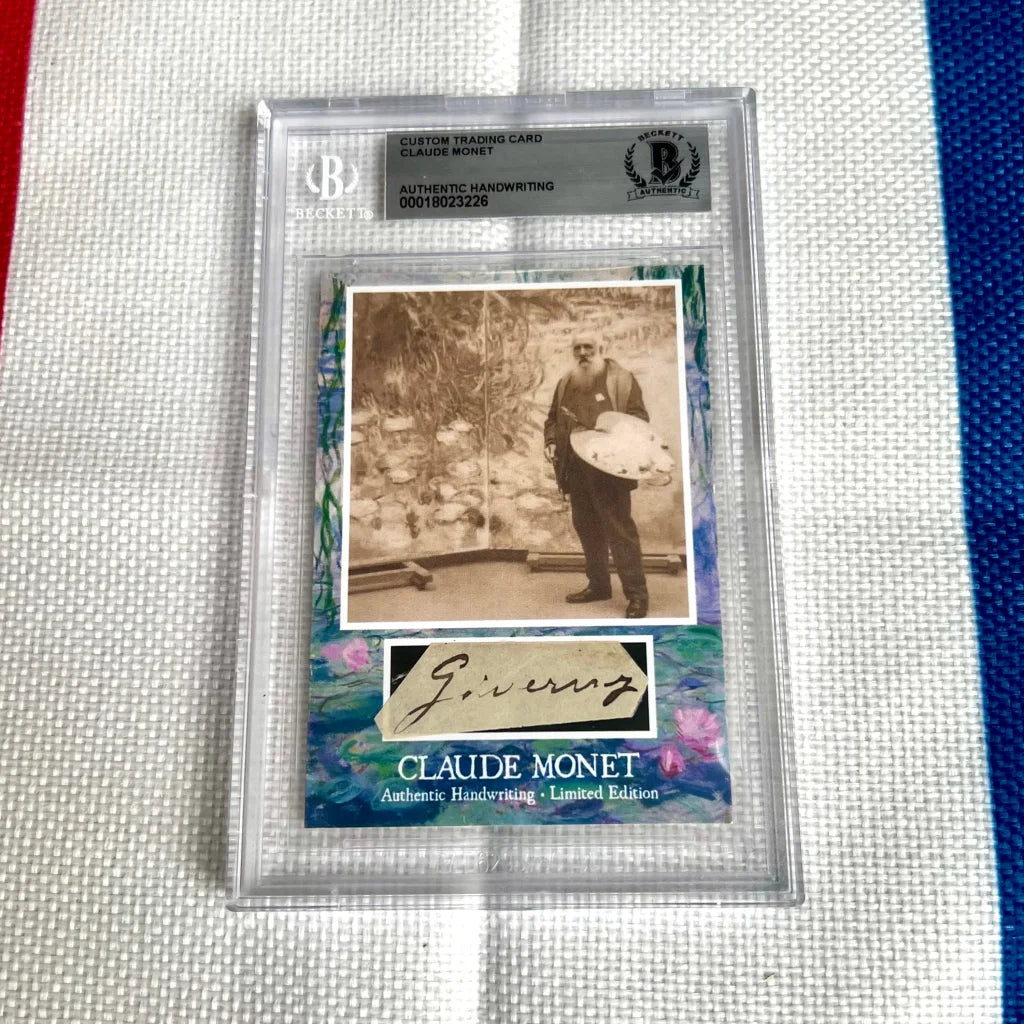 CUSTOM TRADING CARD
CLAUDE MONET
AUTHENTIC HANDWRITING
00018023226
BECKETT
B
AUTHENTIC
B
BECKETT®
Giverny
CLAUDE MONET
Authentic Handwriting • Limited Edition